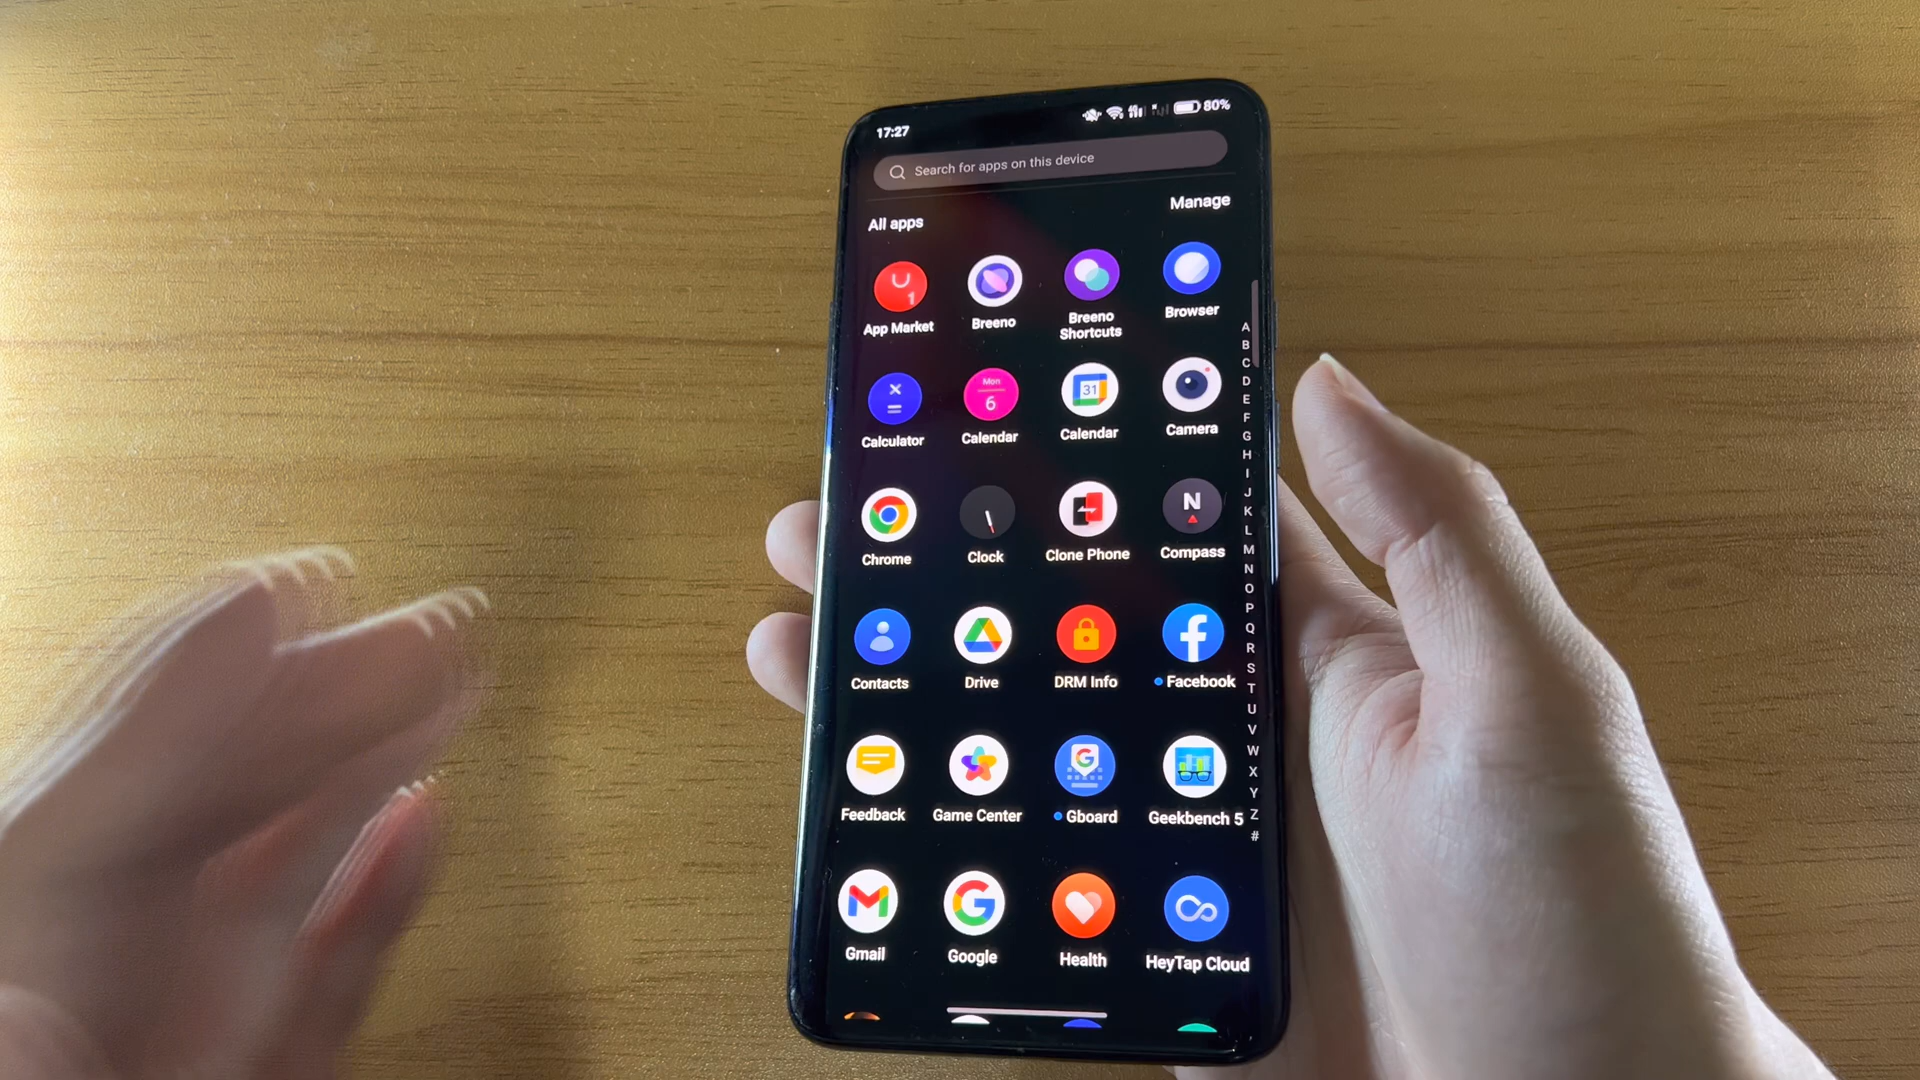 17:27
4G
80%
Search for apps on this device
Manage
All apps
1
App Market
Breeno
Breeno Shortcuts
Browser
Mon
6
31
Calculator
Calendar
Calendar
Camera
N
Chrome
Clock
Clone Phone
Compass
Contacts
Drive
DRM Info
Facebook
Feedback
Game Center
Gboard
Geekbench 5
Gmail
Google
Health
HeyTap Cloud
A
B
C
D
E
F
G
H
I
J
K
L
M
N
O
P
Q
R
S
T
U
V
W
X
Y
Z
#